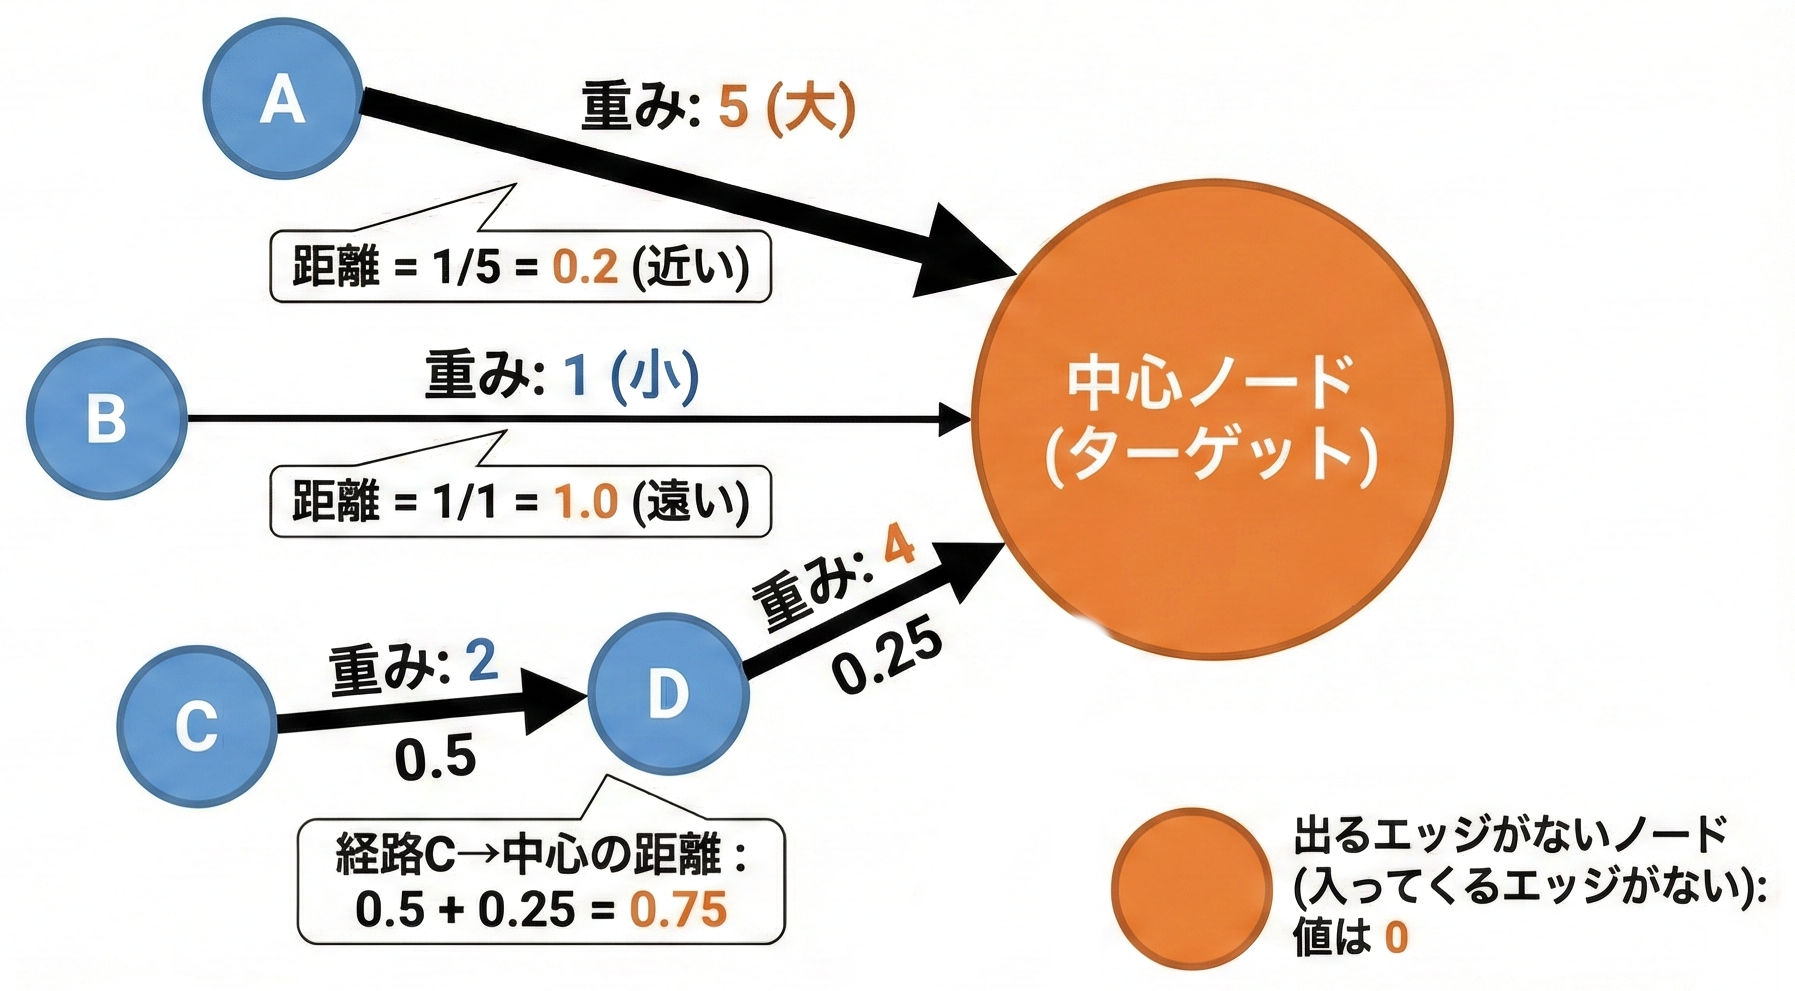 A
重み: 5 (大)
距離 = 1/5 = 0.2 (近い)
B
重み: 1 (小)
距離 = 1/1 = 1.0 (遠い)
中心ノード
(ターゲット)
重み: 4
0.25
C
重み: 2
0.5
D
経路C→中心の距離 :
0.5 + 0.25 = 0.75
出るエッジがないノード
(入ってくるエッジがない):
値は 0